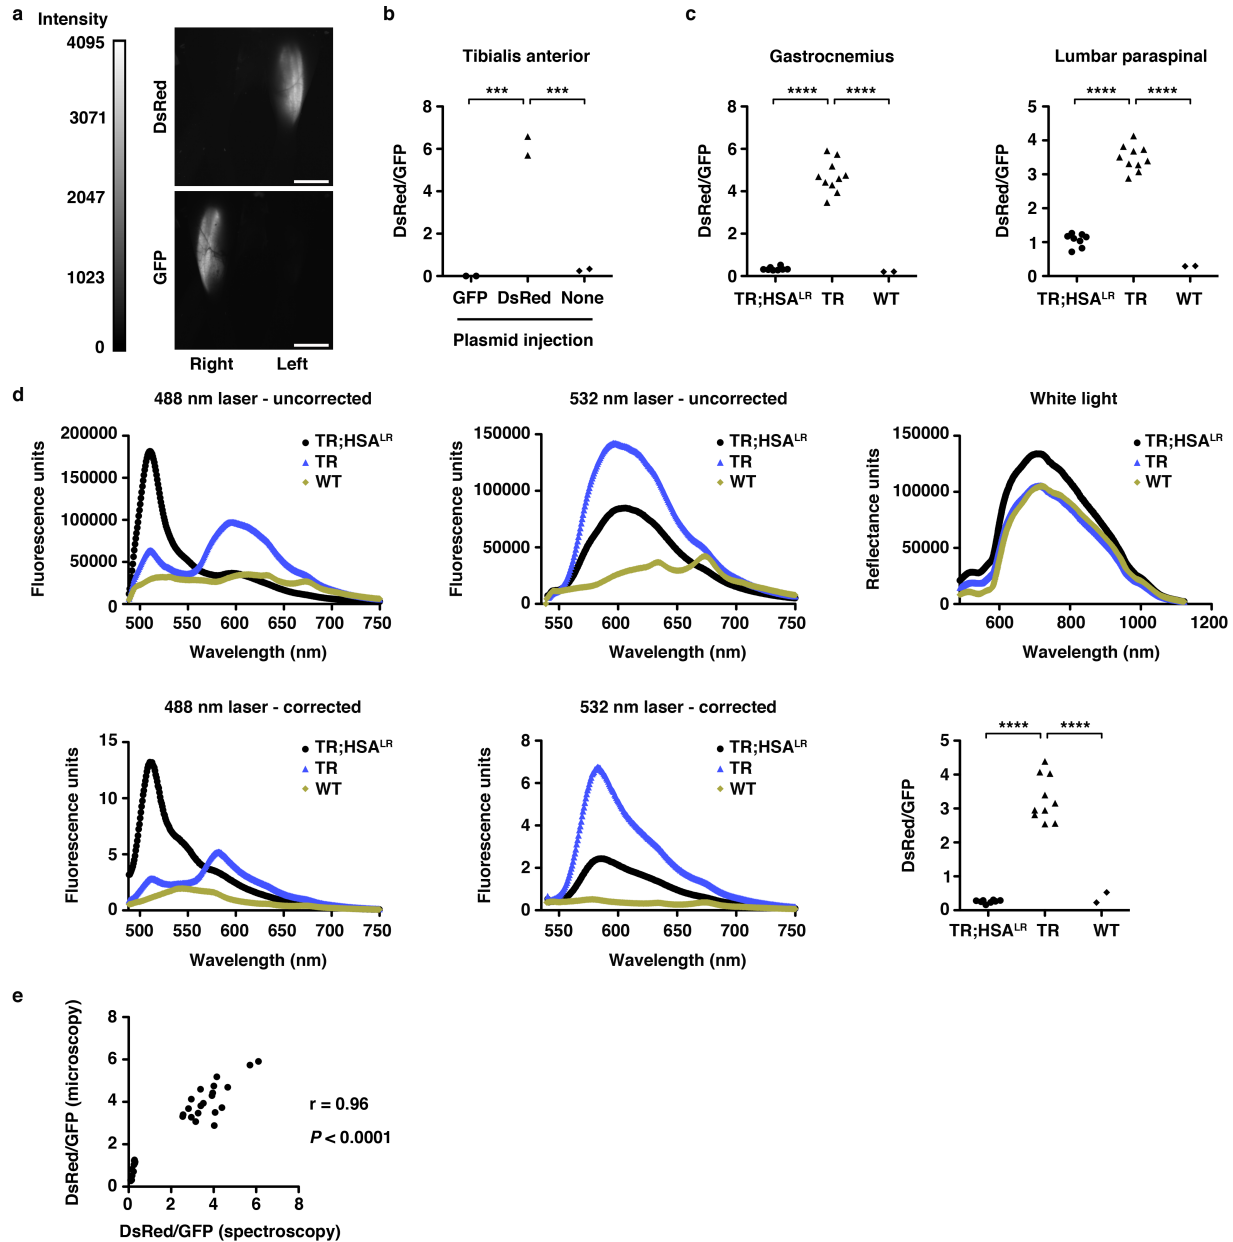 a
Intensity
4095
3071
2047
1023
0
DsRed
GFP
Right Left
b
Tibialis anterior
*** ***
DsRed/GFP
8
6
4
2
0
GFP DsRed None
Plasmid injection
c
Gastrocnemius
**** ****
DsRed/GFP
8
6
4
2
0
TR;HSALR TR WT
Lumbar paraspinal
**** ****
DsRed/GFP
5
4
3
2
1
0
TR;HSALR TR WT
d
488 nm laser - uncorrected
Fluorescence units
200000
150000
100000
50000
0
500 550 600 650 700 750
Wavelength (nm)
TR;HSALR
TR
WT
532 nm laser - uncorrected
Fluorescence units
150000
100000
50000
0
550 600 650 700 750
Wavelength (nm)
TR;HSALR
TR
WT
White light
Reflectance units
150000
100000
50000
0
600 800 1000 1200
Wavelength (nm)
TR;HSALR
TR
WT
488 nm laser - corrected
Fluorescence units
15
10
5
0
500 550 600 650 700 750
Wavelength (nm)
TR;HSALR
TR
WT
532 nm laser - corrected
Fluorescence units
8
6
4
2
0
550 600 650 700 750
Wavelength (nm)
TR;HSALR
TR
WT
**** ****
DsRed/GFP
5
4
3
2
1
0
TR;HSALR TR WT
e
DsRed/GFP (microscopy)
8
6
4
2
0
0 2 4 6 8
DsRed/GFP (spectroscopy)
r = 0.96
P < 0.0001